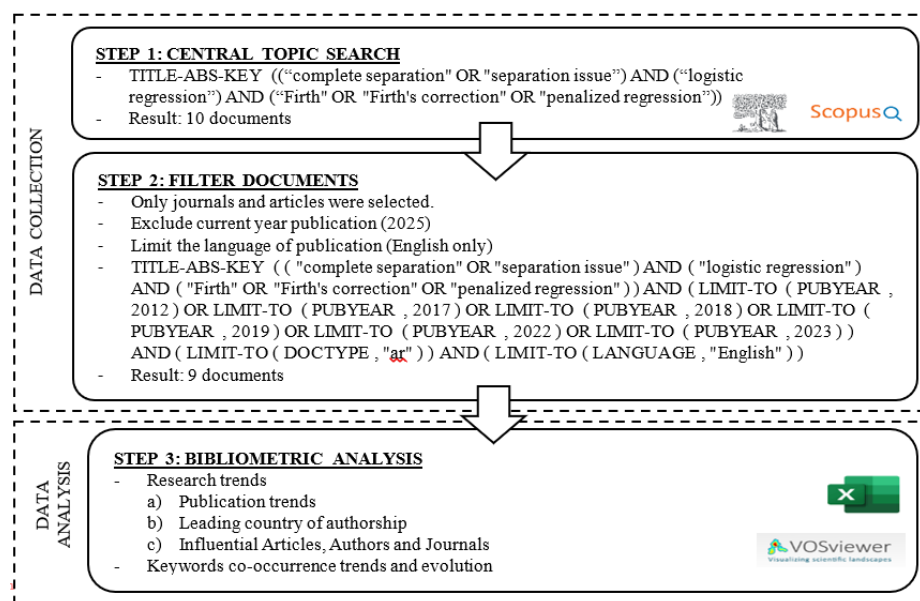 STEP 1: CENTRAL TOPIC SEARCH
- TITLE-ABS-KEY ((“complete separation" OR "separation issue”) AND (“logistic
regression”) AND (“Firth" OR "Firth's correction" OR "penalized regression”))
- Result: 10 documents
Scopus
DATA COLLECTION
STEP 2: FILTER DOCUMENTS
- Only journals and articles were selected.
- Exclude current year publication (2025)
- Limit the language of publication (English only)
- TITLE-ABS-KEY ( ( "complete separation" OR "separation issue" ) AND ( "logistic regression" )
AND ( "Firth" OR "Firth's correction" OR "penalized regression" ) ) AND ( LIMIT-TO ( PUBYEAR ,
2012 ) OR LIMIT-TO ( PUBYEAR , 2017 ) OR LIMIT-TO ( PUBYEAR , 2018 ) OR LIMIT-TO (
PUBYEAR , 2019 ) OR LIMIT-TO ( PUBYEAR , 2022 ) OR LIMIT-TO ( PUBYEAR , 2023 ) )
AND ( LIMIT-TO ( DOCTYPE , "ar" ) ) AND ( LIMIT-TO ( LANGUAGE , "English" ) )
- Result: 9 documents
DATA
ANALYSIS
STEP 3: BIBLIOMETRIC ANALYSIS
- Research trends
a) Publication trends
b) Leading country of authorship
c) Influential Articles, Authors and Journals
- Keywords co-occurrence trends and evolution
X
VOSviewer
Visualizing scientific landscapes